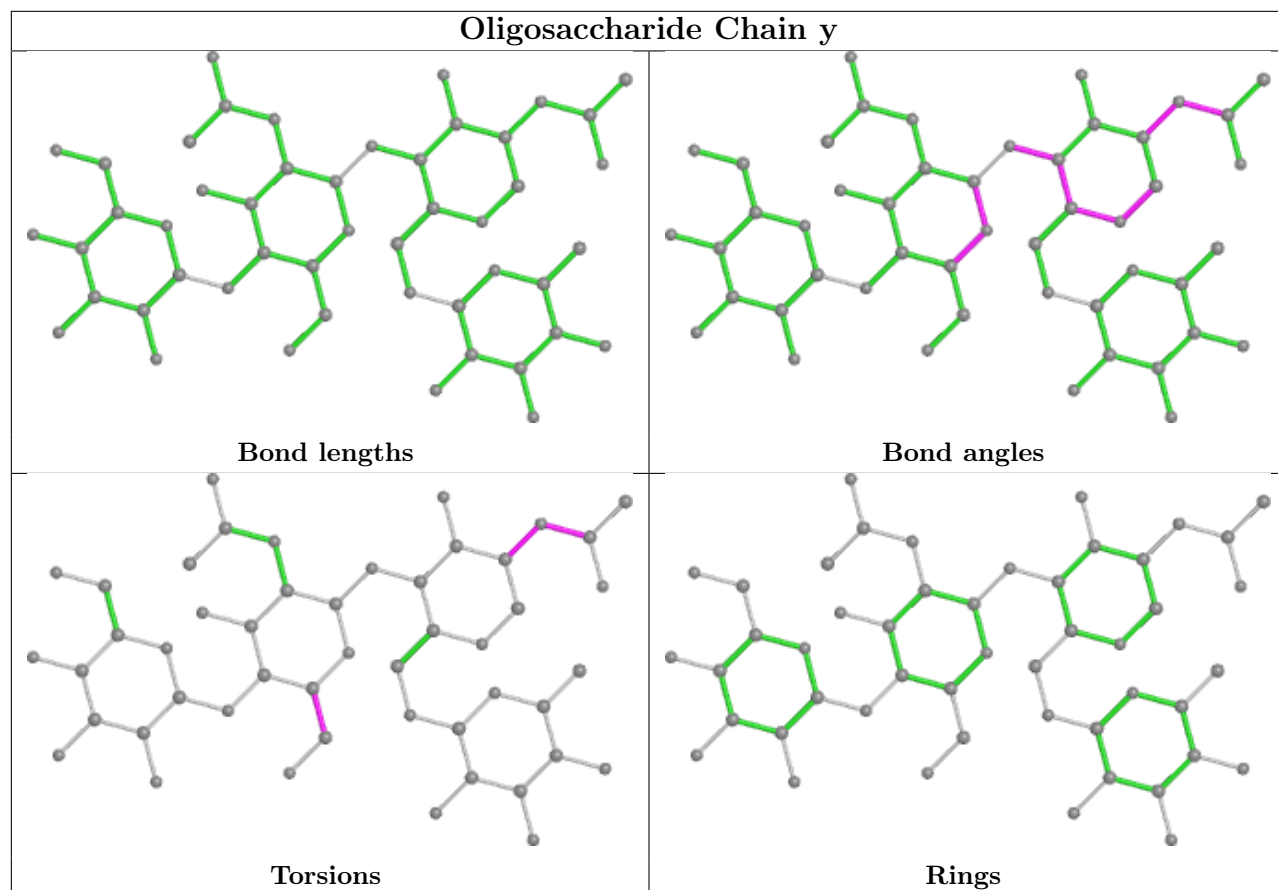 Oligosaccharide Chain y
Bond lengths
Bond angles
Torsions
Rings